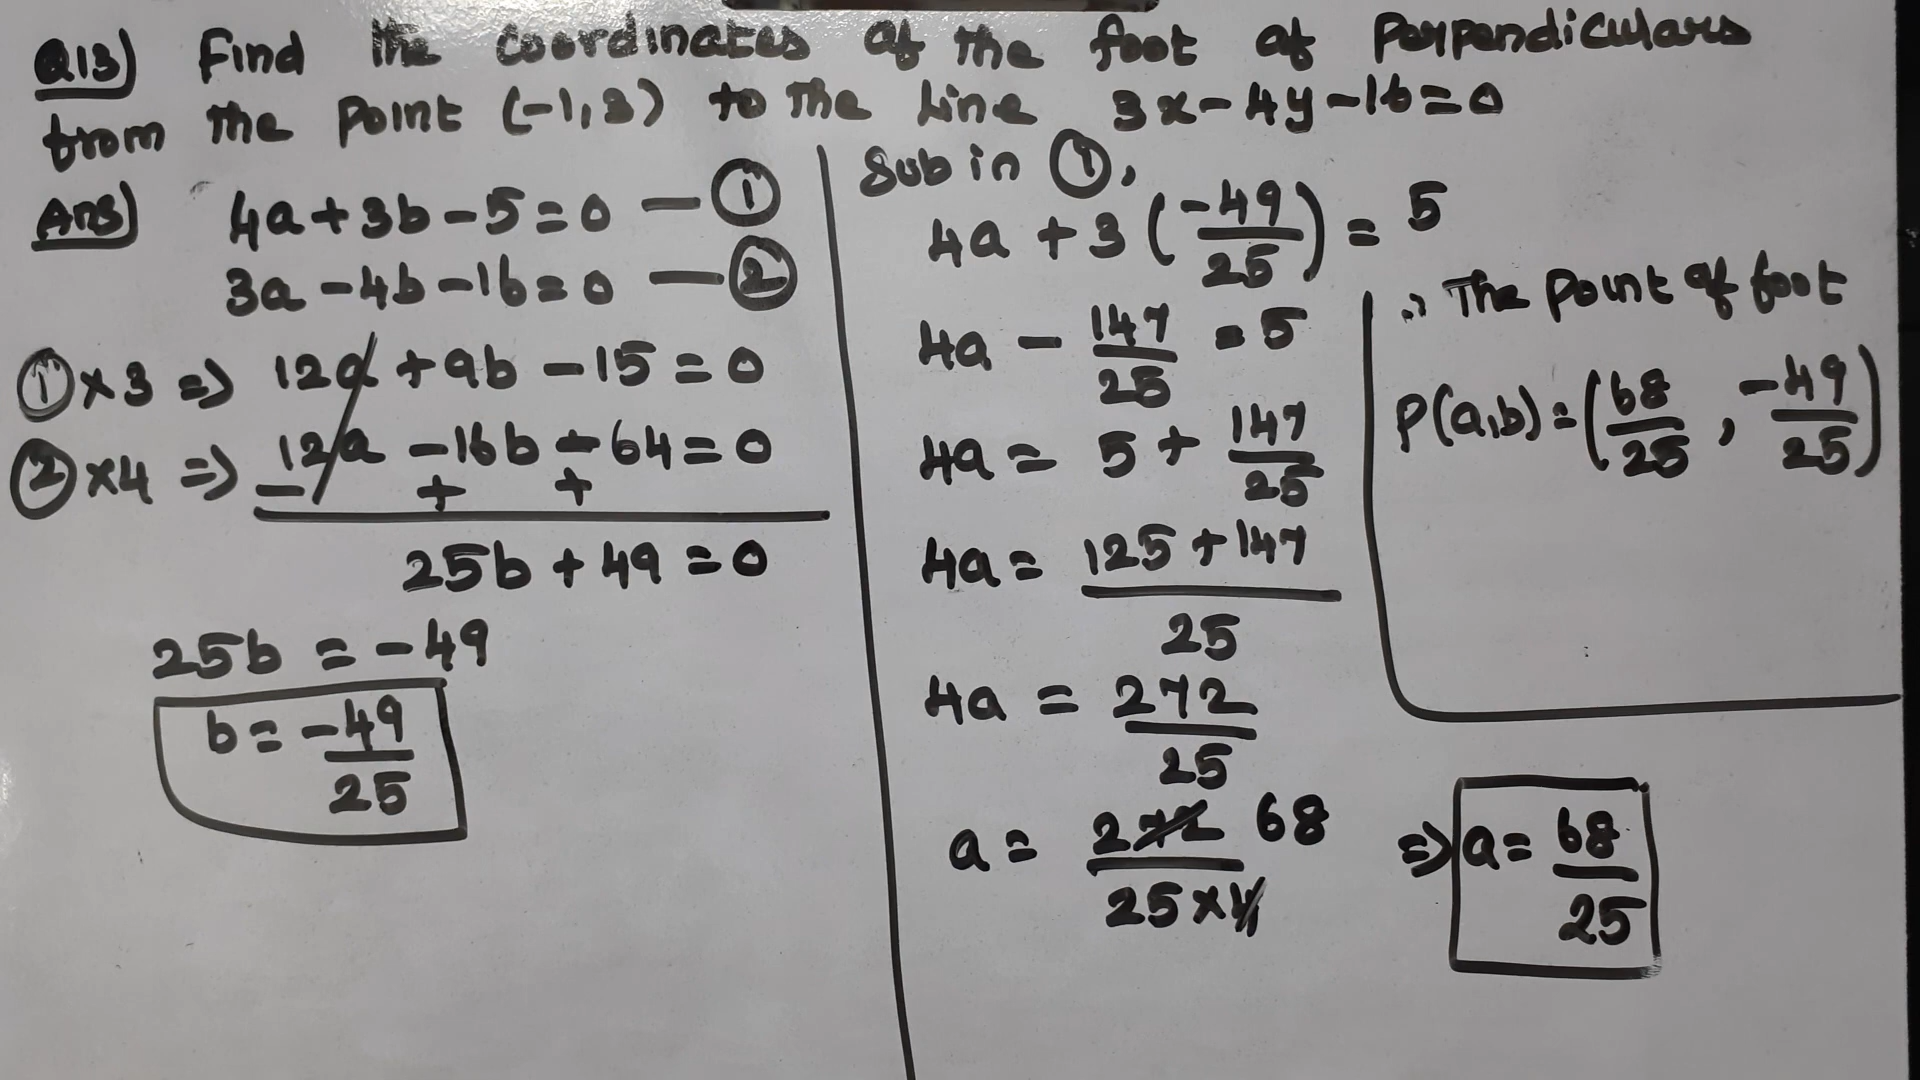 Q13) Find the coordinates of the foot of perpendiculars
from the point (-1,3) to the line 3x-4y-16=0
Ans) 4a+3b-5=0 — ①
3a-4b-16=0 — ②
①×3 ⇒ 12a+9b-15=0
②×4 ⇒ 12a-16b-64=0
- + +
25b+49=0
25b = -49
b = -49/25
Sub in ①,
4a + 3(-49/25) = 5
4a - 147/25 = 5
4a = 5 + 147/25
4a = 125+147/25
4a = 272/25
a = 272/25×4 68
⇒ a = 68/25
∴ The point of foot
P(a,b) = (68/25, -49/25)